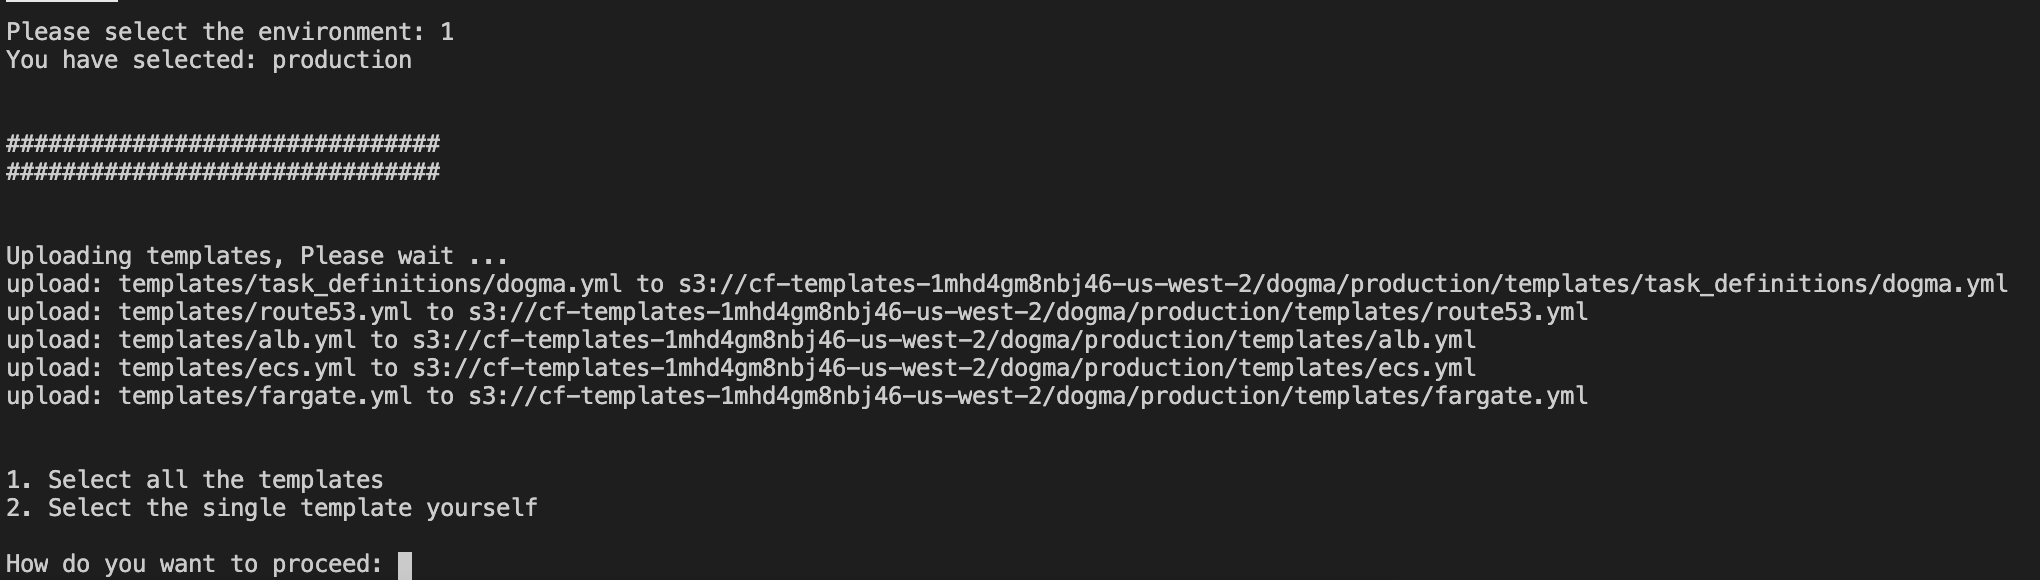 Please select the environment: 1
You have selected: production
###############################
###############################
Uploading templates, Please wait ...
upload: templates/task_definitions/dogma.yml to s3://cf-templates-1mhd4gm8nbj46-us-west-2/dogma/production/templates/task_definitions/dogma.yml
upload: templates/route53.yml to s3://cf-templates-1mhd4gm8nbj46-us-west-2/dogma/production/templates/route53.yml
upload: templates/alb.yml to s3://cf-templates-1mhd4gm8nbj46-us-west-2/dogma/production/templates/alb.yml
upload: templates/ecs.yml to s3://cf-templates-1mhd4gm8nbj46-us-west-2/dogma/production/templates/ecs.yml
upload: templates/fargate.yml to s3://cf-templates-1mhd4gm8nbj46-us-west-2/dogma/production/templates/fargate.yml
1. Select all the templates
2. Select the single template yourself
How do you want to proceed: